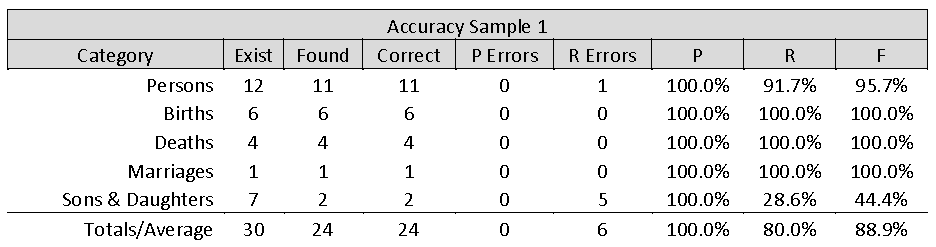 Accuracy Sample 1
Category Exist Found Correct P Errors R Errors P R F
Persons 12 11 11 0 1 100.0% 91.7% 95.7%
Births 6 6 6 0 0 100.0% 100.0% 100.0%
Deaths 4 4 4 0 0 100.0% 100.0% 100.0%
Marriages 1 1 1 0 0 100.0% 100.0% 100.0%
Sons & Daughters 7 2 2 0 5 100.0% 28.6% 44.4%
Totals/Average 30 24 24 0 6 100.0% 80.0% 88.9%